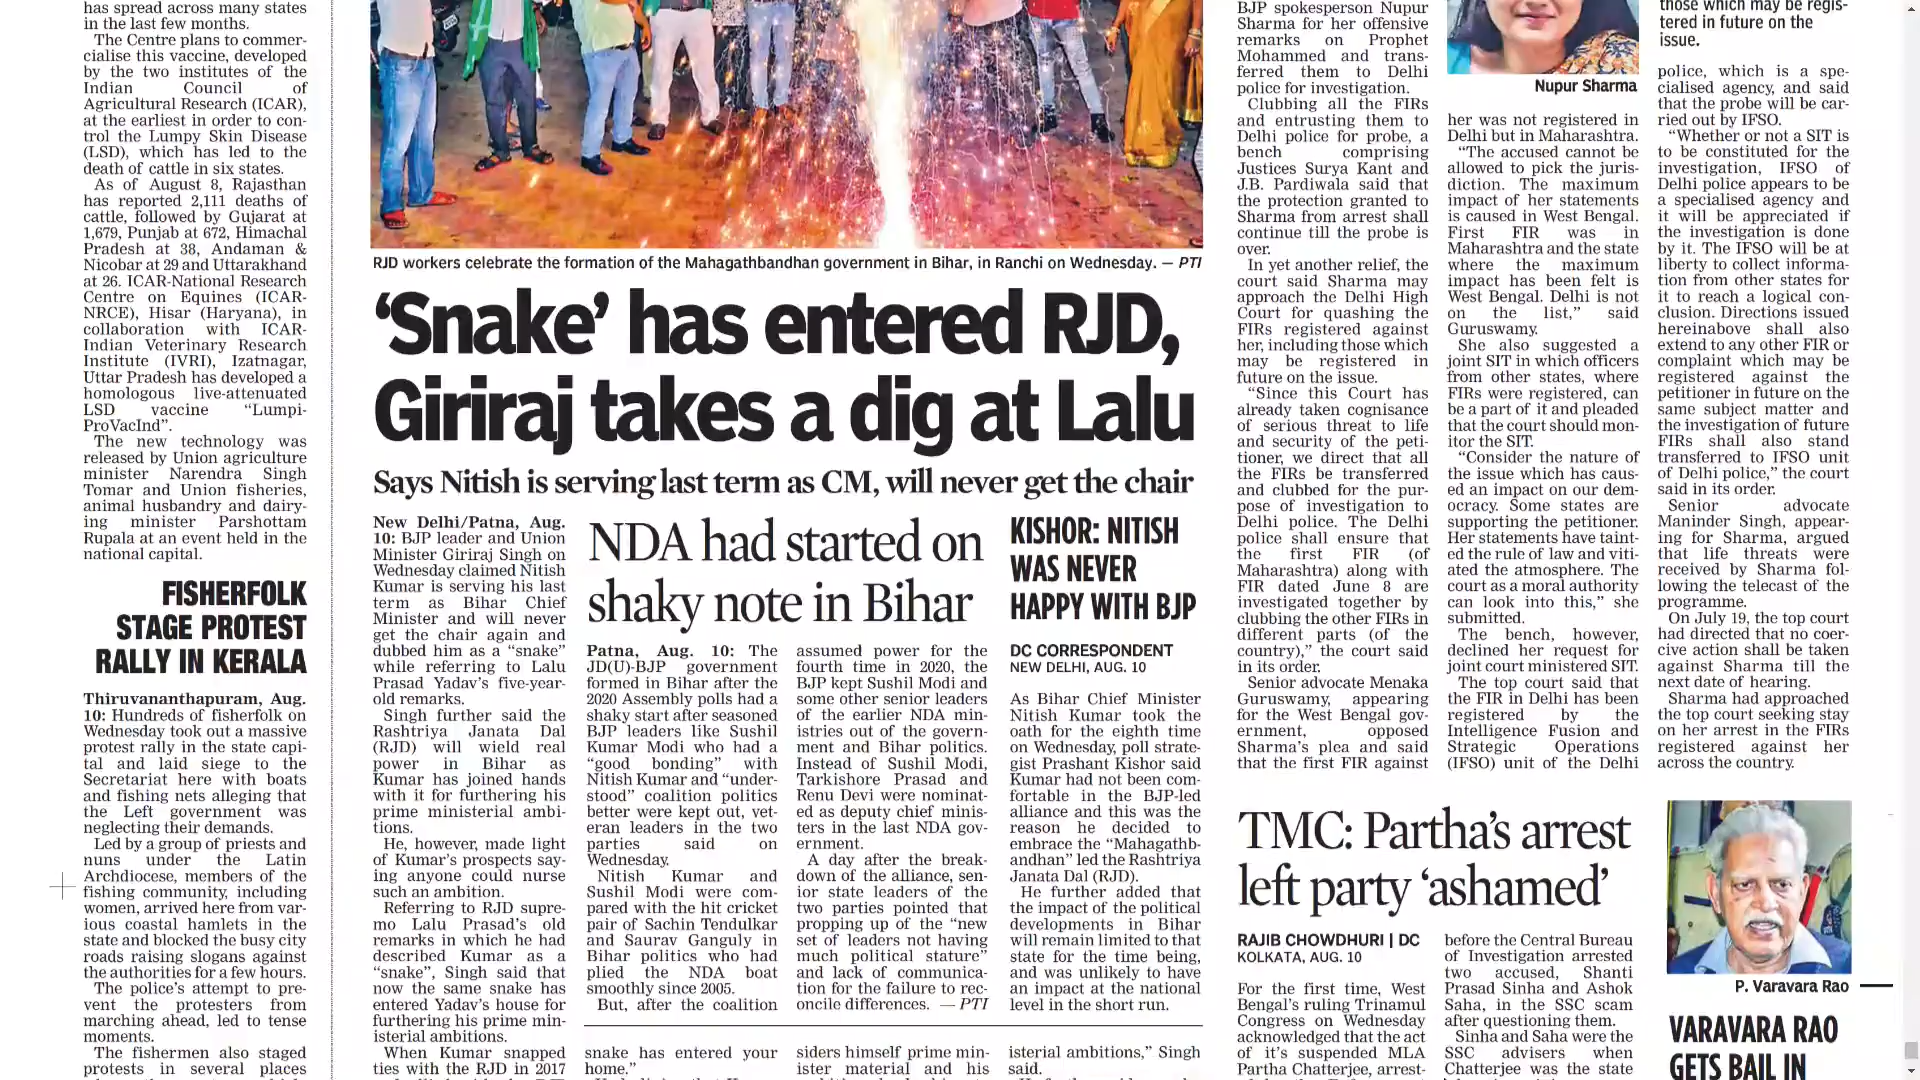 has spread across many states
in the last few months.
The Centre plans to commer-
cialise this vaccine, developed
by the two institutes of the
Indian Council of
Agricultural Research (ICAR),
at the earliest in order to con-
trol the Lumpy Skin Disease
(LSD), which has led to the
death of cattle in six states.
As of August 8, Rajasthan
has reported 2,111 deaths of
cattle, followed by Gujarat at
1,679, Punjab at 672, Himachal
Pradesh at 38, Andaman &
Nicobar at 29 and Uttarakhand
at 26. ICAR-National Research
Centre on Equines (ICAR-
NRCE), Hisar (Haryana), in
collaboration with ICAR-
Indian Veterinary Research
Institute (IVRI), Izatnagar,
Uttar Pradesh has developed a
homologous live-attenuated
LSD vaccine “Lumpi-
ProVacInd”.
The new technology was
released by Union agriculture
minister Narendra Singh
Tomar and Union fisheries,
animal husbandry and dairy-
ing minister Parshottam
Rupala at an event held in the
national capital.
FISHERFOLK
STAGE PROTEST
RALLY IN KERALA
Thiruvananthapuram, Aug.
10: Hundreds of fisherfolk on
Wednesday took out a massive
protest rally in the state capi-
tal and laid siege to the
Secretariat here with boats
and fishing nets alleging that
the Left government was
neglecting their demands.
Led by a group of priests and
nuns under the Latin
Archdiocese, members of the
fishing community, including
women, arrived here from var-
ious coastal hamlets in the
state and blocked the busy city
roads raising slogans against
the authorities for a few hours.
The police’s attempt to pre-
vent the protesters from
marching ahead, led to tense
moments.
The fishermen also staged
protests in several places
RJD workers celebrate the formation of the Mahagathbandhan government in Bihar, in Ranchi on Wednesday. — PTI
‘Snake’ has entered RJD,
Giriraj takes a dig at Lalu
Says Nitish is serving last term as CM, will never get the chair
New Delhi/Patna, Aug.
10: BJP leader and Union
Minister Giriraj Singh on
Wednesday claimed Nitish
Kumar is serving his last
term as Bihar Chief
Minister and will never
get the chair again and
dubbed him as a “snake”
while referring to Lalu
Prasad Yadav’s five-year-
old remarks.
Singh further said the
Rashtriya Janata Dal
(RJD) will wield real
power in Bihar as
Kumar has joined hands
with it for furthering his
prime ministerial ambi-
tions.
He, however, made light
of Kumar’s prospects say-
ing anyone could nurse
such an ambition.
Referring to RJD supre-
mo Lalu Prasad’s old
remarks in which he had
described Kumar as a
“snake”, Singh said that
now the same snake has
entered Yadav’s house for
furthering his prime min-
isterial ambitions.
When Kumar snapped
ties with the RJD in 2017
NDA had started on
shaky note in Bihar
Patna, Aug. 10: The
JD(U)-BJP government
formed in Bihar after the
2020 Assembly polls had a
shaky start after seasoned
BJP leaders like Sushil
Kumar Modi who had a
“good bonding” with
Nitish Kumar and “under-
stood” coalition politics
better were kept out, vet-
eran leaders in the two
parties said on
Wednesday.
Nitish Kumar and
Sushil Modi were com-
pared with the hit cricket
pair of Sachin Tendulkar
and Saurav Ganguly in
Bihar politics who had
plied the NDA boat
smoothly since 2005.
But, after the coalition
assumed power for the
fourth time in 2020, the
BJP kept Sushil Modi and
some other senior leaders
of the earlier NDA min-
istries out of the govern-
ment and Bihar politics.
Instead of Sushil Modi,
Tarkishore Prasad and
Renu Devi were nominat-
ed as deputy chief minis-
ters in the last NDA gov-
ernment.
A day after the break-
down of the alliance, sen-
ior state leaders of the
two parties pointed that
propping up of the “new
set of leaders not having
much political stature”
and lack of communica-
tion for the failure to rec-
oncile differences. — PTI
KISHOR: NITISH
WAS NEVER
HAPPY WITH BJP
DC CORRESPONDENT
NEW DELHI, AUG. 10
As Bihar Chief Minister
Nitish Kumar took the
oath for the eighth time
on Wednesday, poll strate-
gist Prashant Kishor said
Kumar had not been com-
fortable in the BJP-led
alliance and this was the
reason he decided to
embrace the “Mahagathb-
andhan” led the Rashtriya
Janata Dal (RJD).
He further added that
the impact of the political
developments in Bihar
will remain limited to that
state for the time being,
and was unlikely to have
an impact at the national
level in the short run.
snake has entered your
home.”
siders himself prime min-
ister material and his
isterial ambitions,” Singh
said.
BJP spokesperson Nupur
Sharma for her offensive
remarks on Prophet
Mohammed and trans-
ferred them to Delhi
police for investigation.
Clubbing all the FIRs
and entrusting them to
Delhi police for probe, a
bench comprising
Justices Surya Kant and
J.B. Pardiwala said that
the protection granted to
Sharma from arrest shall
continue till the probe is
over.
In yet another relief, the
court said Sharma may
approach the Delhi High
Court for quashing the
FIRs registered against
her, including those which
may be registered in
future on the issue.
“Since this Court has
already taken cognisance
of serious threat to life
and security of the peti-
tioner, we direct that all
the FIRs be transferred
and clubbed for the pur-
pose of investigation to
Delhi police. The Delhi
police shall ensure that
the first FIR (of
Maharashtra) along with
FIR dated June 8 are
investigated together by
clubbing the other FIRs in
different parts (of the
country),” the court said
in its order.
Senior advocate Menaka
Guruswamy, appearing
for the West Bengal gov-
ernment, opposed
Sharma’s plea and said
that the first FIR against
Nupur Sharma
her was not registered in
Delhi but in Maharashtra.
“The accused cannot be
allowed to pick the juris-
diction. The maximum
impact of her statements
is caused in West Bengal.
First FIR was in
Maharashtra and the state
where the maximum
impact has been felt is
West Bengal. Delhi is not
on the list,” said
Guruswamy.
She also suggested a
joint SIT in which officers
from other states, where
FIRs were registered, can
be a part of it and pleaded
that the court should mon-
itor the SIT.
“Consider the nature of
the issue which has caus-
ed an impact on our dem-
ocracy. Some states are
supporting the petitioner.
Her statements have taint-
ed the rule of law and viti-
ated the atmosphere. The
court as a moral authority
can look into this,” she
submitted.
The bench, however,
declined her request for
joint court ministered SIT.
The top court said that
the FIR in Delhi has been
registered by the
Intelligence Fusion and
Strategic Operations
(IFSO) unit of the Delhi
those which may be regis-
tered in future on the
issue.
police, which is a spe-
cialised agency, and said
that the probe will be car-
ried out by IFSO.
“Whether or not a SIT is
to be constituted for the
investigation, IFSO of
Delhi police appears to be
a specialised agency and
it will be appreciated if
the investigation is done
by it. The IFSO will be at
liberty to collect informa-
tion from other states for
it to reach a logical con-
clusion. Directions issued
hereinabove shall also
extend to any other FIR or
complaint which may be
registered against the
petitioner in future on the
same subject matter and
the investigation of future
FIRs shall also stand
transferred to IFSO unit
of Delhi police,” the court
said in its order.
Senior advocate
Maninder Singh, appear-
ing for Sharma, argued
that life threats were
received by Sharma fol-
lowing the telecast of the
programme.
On July 19, the top court
had directed that no coer-
cive action shall be taken
against Sharma till the
next date of hearing.
Sharma had approached
the top court seeking stay
on her arrest in the FIRs
registered against her
across the country.
TMC: Partha’s arrest
left party ‘ashamed’
RAJIB CHOWDHURI | DC
KOLKATA, AUG. 10
For the first time, West
Bengal’s ruling Trinamul
Congress on Wednesday
acknowledged that the act
of it’s suspended MLA
Partha Chatterjee, arrest-
before the Central Bureau
of Investigation arrested
two accused, Shanti
Prasad Sinha and Ashok
Saha, in the SSC scam
after questioning them.
Sinha and Saha were the
SSC advisers when
Chatterjee was the state
P. Varavara Rao
VARAVARA RAO
GETS BAIL IN